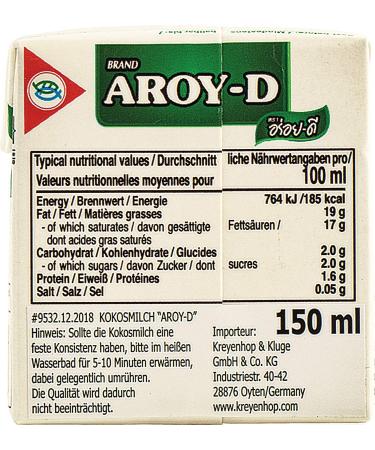 BRAND
AROY-D
ตรา อร่อย-ดี
Typical nutritional values / Durchschnitt liche Nährwertangaben pro/
Valeurs nutritionnelles moyennes pour 100 ml
Energy / Brennwert / Energie 764 kJ /185 kcal
Fat / Fett / Matières grasses 19 g
- of which saturates / davon gesättigte Fettsäuren / 17 g
dont acides gras saturés
Carbohydrat / Kohlenhydrate / Glucides 2.0 g
- of which sugars / davon Zucker / dont sucres 2.0 g
Protein / Eiweiß / Protéines 1.6 g
Salt / Salz / Sel 0.05 g
#9532.12.2018 KOKOSMILCH "AROY-D"
Hinweis: Sollte die Kokosmilch eine
feste Konsistenz haben, bitte im heißen
Wasserbad für 5-10 Minuten erwärmen,
dabei gelegentlich umrühren.
Die Qualität wird dadurch
nicht beeinträchtigt.
150 ml
Importeur:
Kreyenhop & Kluge
GmbH & Co. KG
Industriestr. 40-42
28876 Oyten/Germany
www.kreyenhop.com